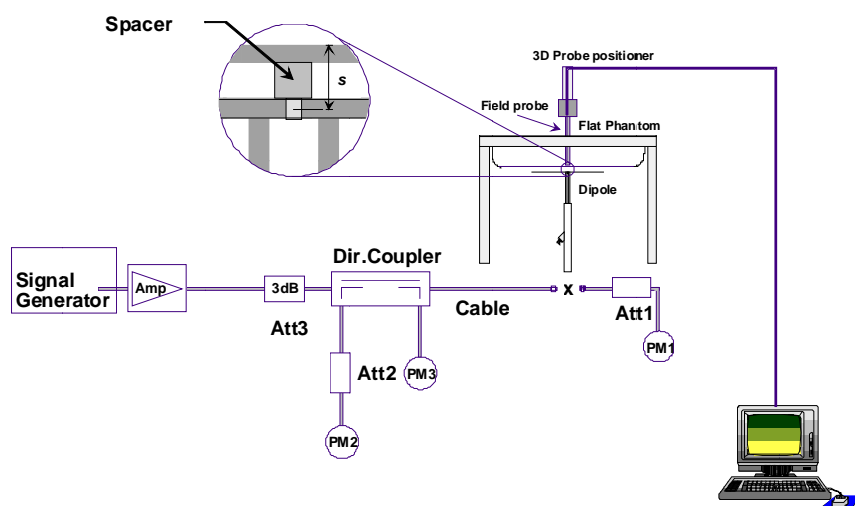 Spacer
s
3D Probe positioner
Field probe
Flat Phantom
Dipole
Signal
Generator
Amp
3dB
Att3
Dir.Coupler
Cable
x
Att1
PM1
Att2
PM3
PM2